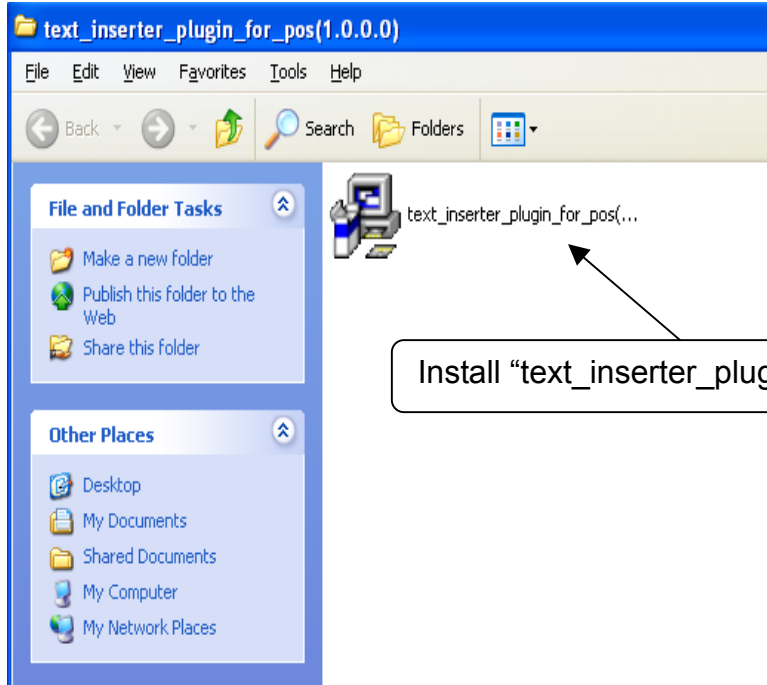 text_inserter_plugin_for_pos(1.0.0.0)
File Edit View Favorites Tools Help
Back Search Folders
File and Folder Tasks
Make a new folder
Publish this folder to the
Web
Share this folder
text_inserter_plugin_for_pos(...
Install “text_inserter_plug
Other Places
Desktop
My Documents
Shared Documents
My Computer
My Network Places